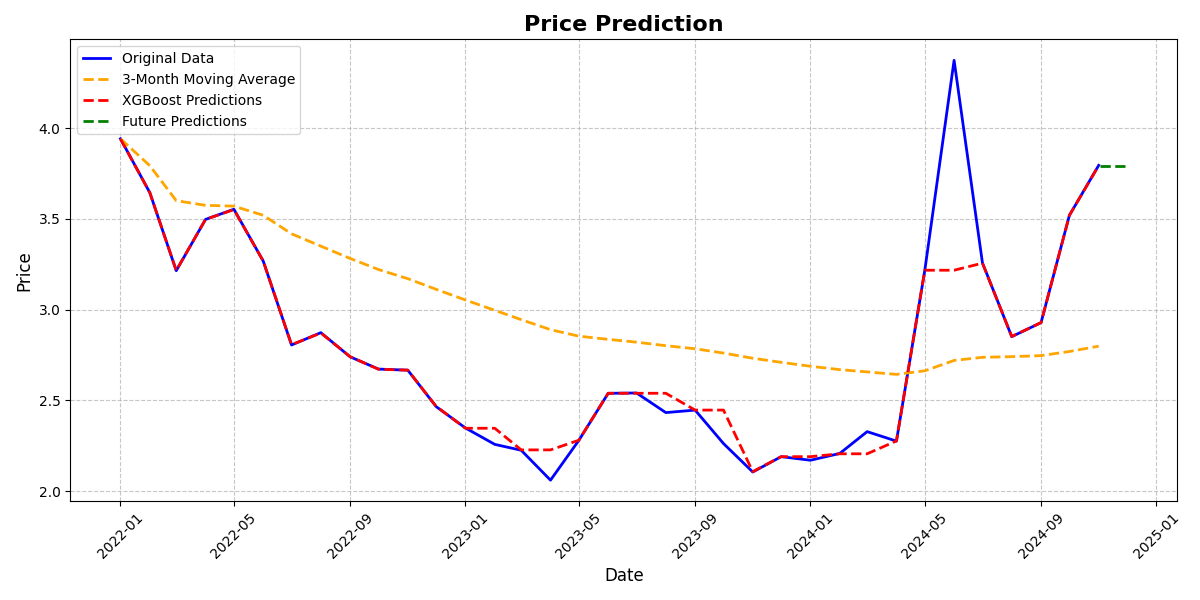 Price Prediction
Original Data
3-Month Moving Average
XGBoost Predictions
Future Predictions
Price
4.0
3.5
3.0
2.5
2.0
2022-01
2022-05
2022-09
2023-01
2023-05
2023-09
2024-01
2024-05
2024-09
2025-01
Date